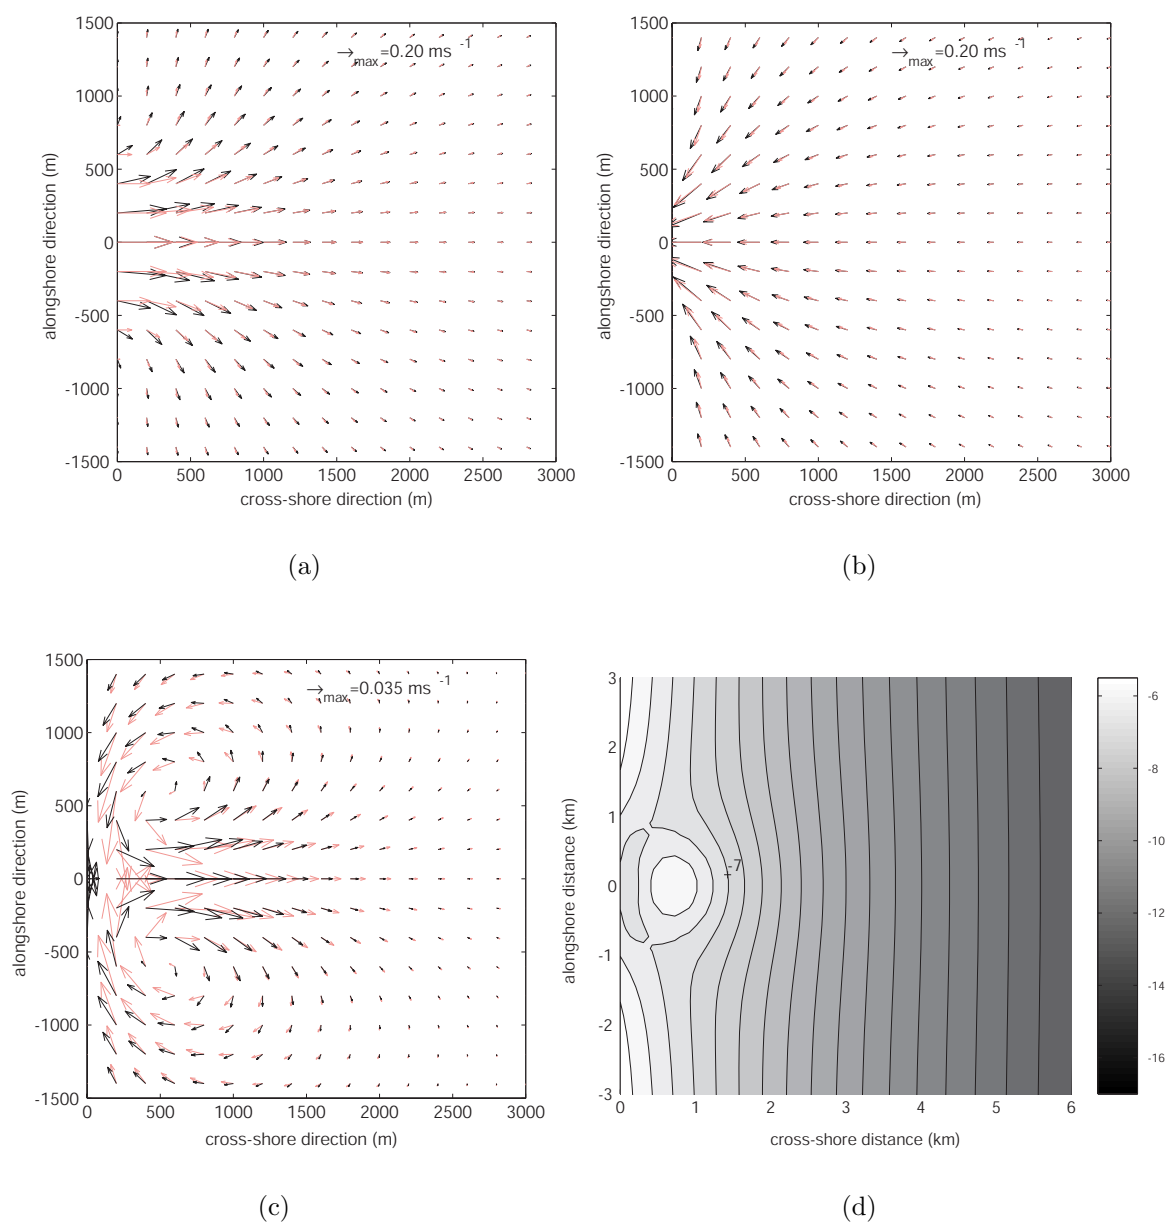 1500
1000
500
0
-500
-1000
-1500
alongshore direction (m)
→max=0.20 ms -1
0 500 1000 1500 2000 2500 3000
cross-shore direction (m)
(a)
1500
1000
500
0
-500
-1000
-1500
alongshore direction (m)
→max=0.20 ms -1
0 500 1000 1500 2000 2500 3000
cross-shore direction (m)
(b)
1500
1000
500
0
-500
-1000
-1500
alongshore direction (m)
→max=0.035 ms -1
0 500 1000 1500 2000 2500 3000
cross-shore direction (m)
(c)
3
2
1
0
-1
-2
-3
alongshore distance (km)
-7
0 1 2 3 4 5 6
cross-shore distance (km)
-6
-8
-10
-12
-14
-16
(d)